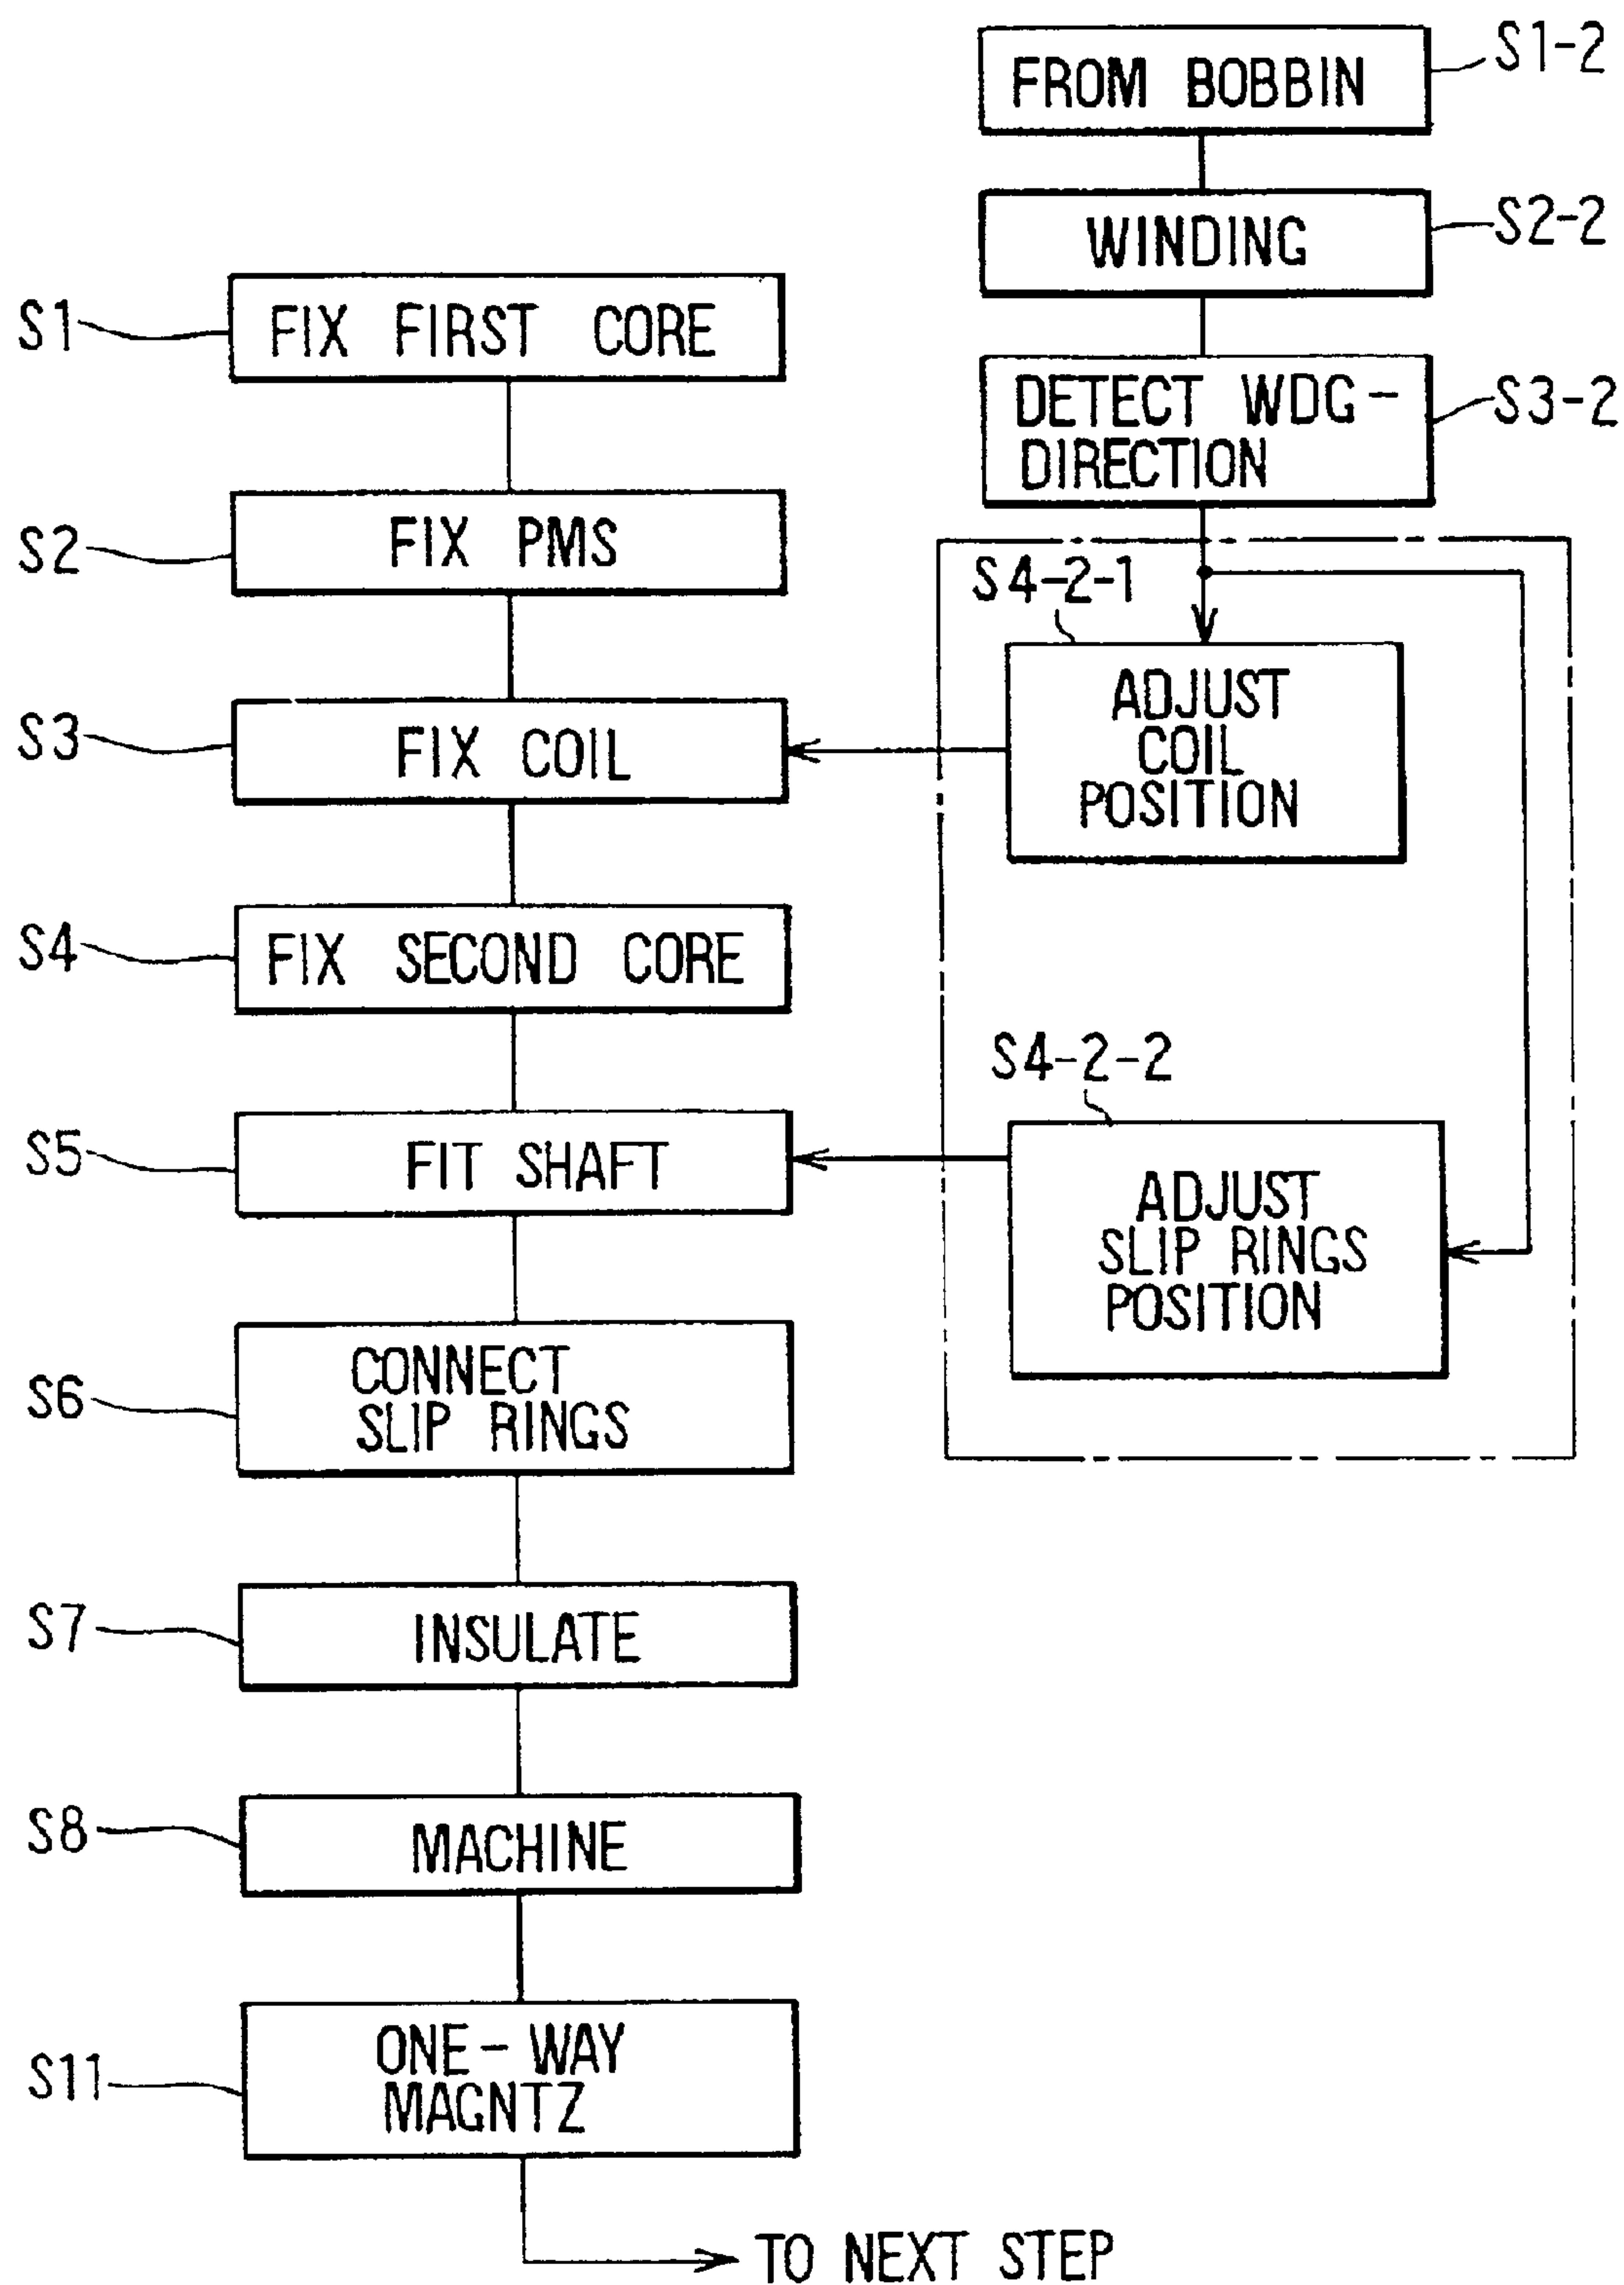 FROM BOBBIN
S1-2
WINDING
S2-2
DETECT WDG-
DIRECTION
S3-2
S1
FIX FIRST CORE
S2
FIX PMS
S3
FIX COIL
S4-2-1
ADJUST
COIL
POSITION
S4
FIX SECOND CORE
S5
FIT SHAFT
S4-2-2
ADJUST
SLIP RINGS
POSITION
S6
CONNECT
SLIP RINGS
S7
INSULATE
S8
MACHINE
S11
ONE-WAY
MAGNTZ
TO NEXT STEP